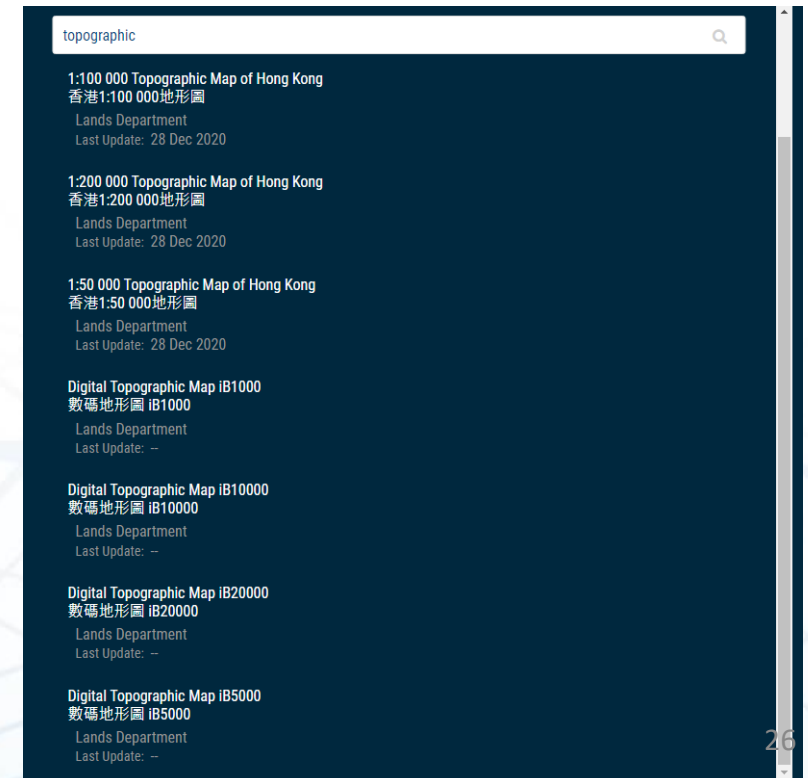 topographic
1:100 000 Topographic Map of Hong Kong
香港1:100 000地形圖
Lands Department
Last Update: 28 Dec 2020
1:200 000 Topographic Map of Hong Kong
香港1:200 000地形圖
Lands Department
Last Update: 28 Dec 2020
1:50 000 Topographic Map of Hong Kong
香港1:50 000地形圖
Lands Department
Last Update: 28 Dec 2020
Digital Topographic Map iB1000
數碼地形圖 iB1000
Lands Department
Last Update: --
Digital Topographic Map iB10000
數碼地形圖 iB10000
Lands Department
Last Update: --
Digital Topographic Map iB20000
數碼地形圖 iB20000
Lands Department
Last Update: --
Digital Topographic Map iB5000
數碼地形圖 iB5000
Lands Department
Last Update: --
26